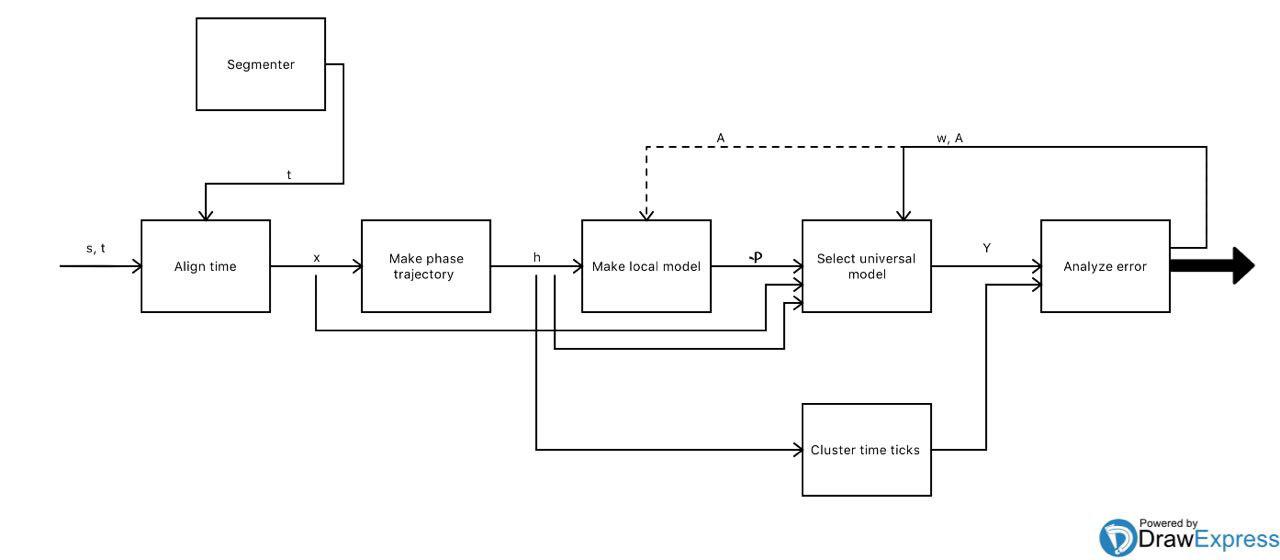 Segmenter
A
w, A
t
s, t
Align time
x
Make phase
trajectory
h
Make local model
~p
Select universal
model
Y
Analyze error
Cluster time ticks
Powered by
DrawExpress